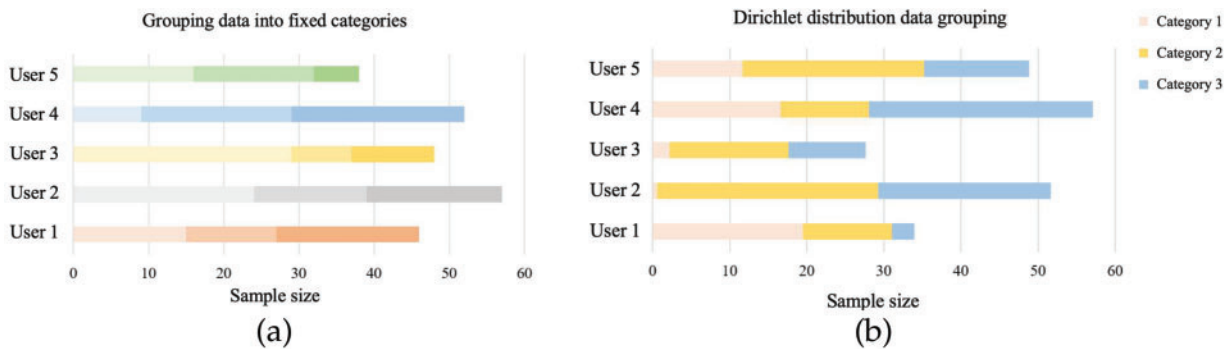 Grouping data into fixed categories
User 5
User 4
User 3
User 2
User 1
0 10 20 30 40 50 60
Sample size
(a)
Dirichlet distribution data grouping
Category 1
Category 2
Category 3
User 5
User 4
User 3
User 2
User 1
0 10 20 30 40 50 60
Sample size
(b)